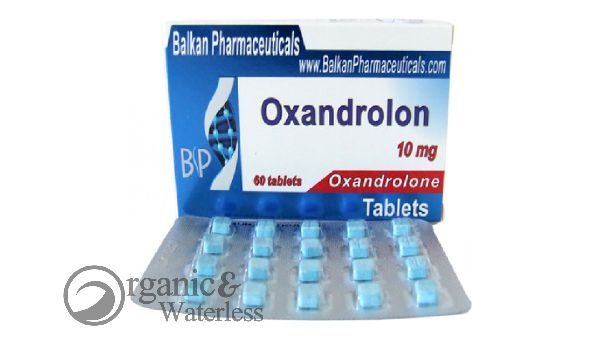 Balkan Pharmaceuticals
www.BalkanPharmaceuticals.com
Oxandrolon
10 mg
BP
60 tablets
Oxandrolone
Tablets
Organic &
Waterless